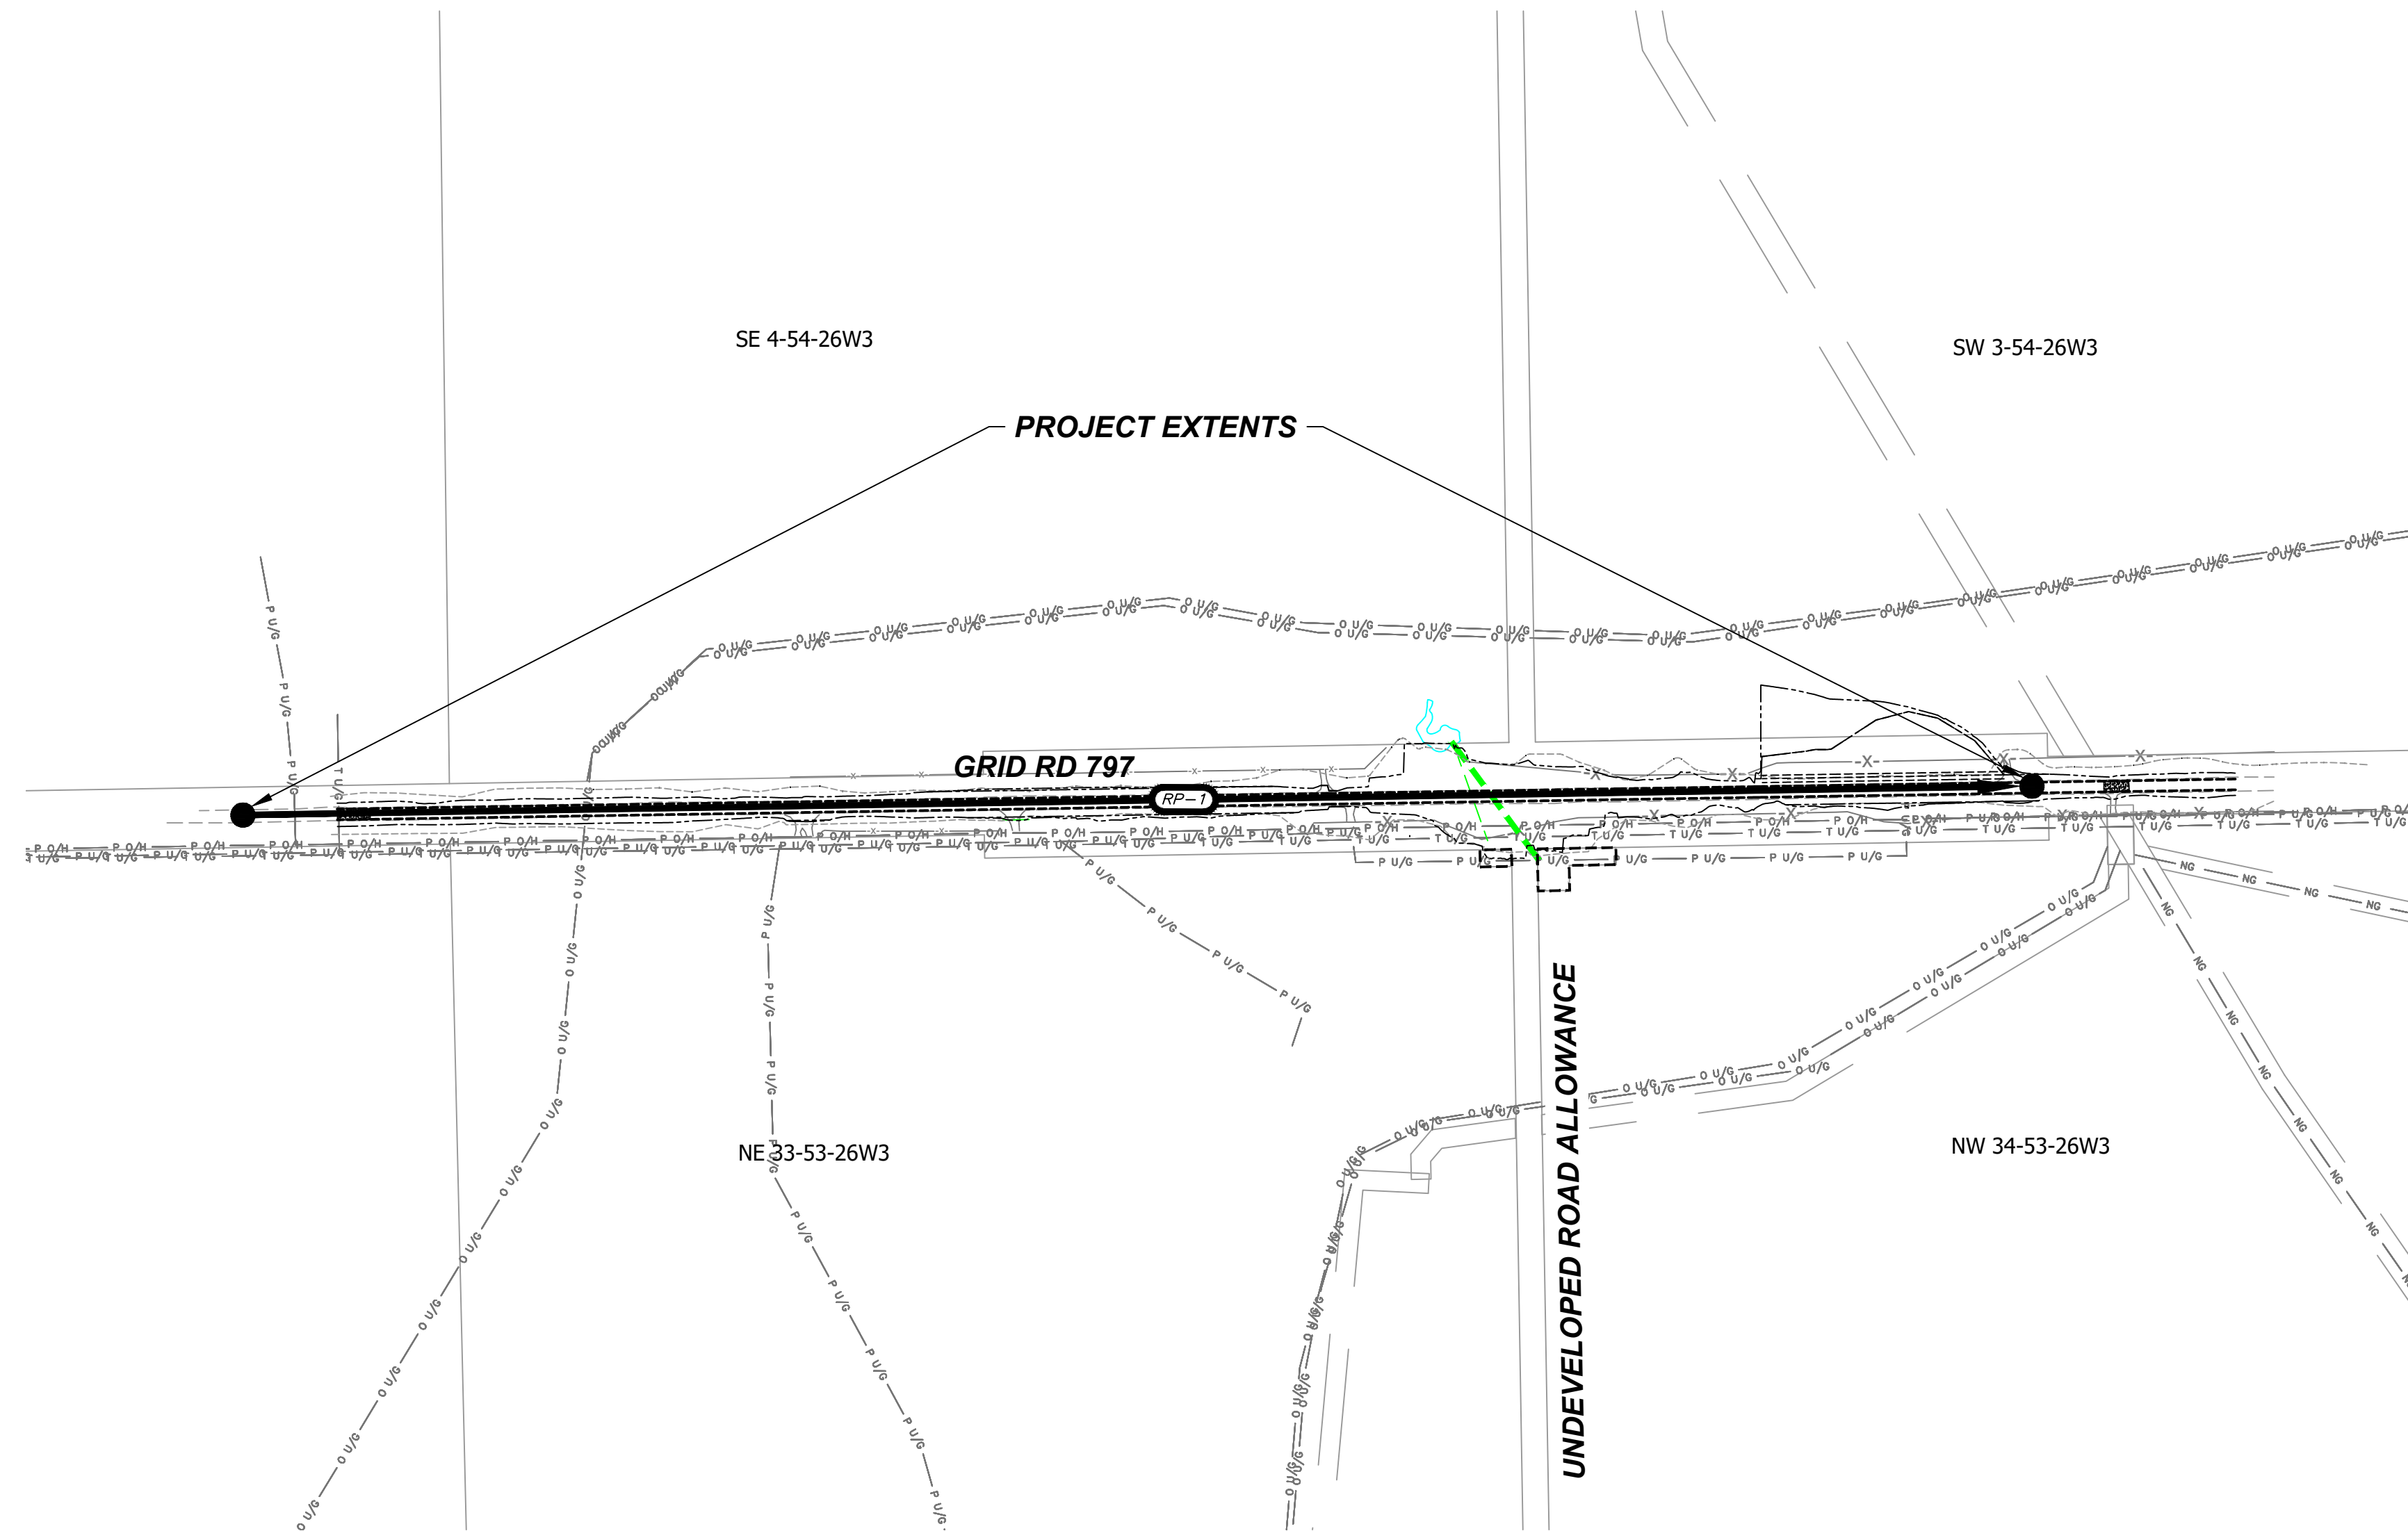 SE 4-54-26W3
SW 3-54-26W3
PROJECT EXTENTS
O U/G
P U/G
T U/G
GRID RD 797
RP-1
X
P O/H
P U/G
T U/G
NG
O U/G
UNDEVELOPED ROAD ALLOWANCE
NE 33-53-26W3
NW 34-53-26W3